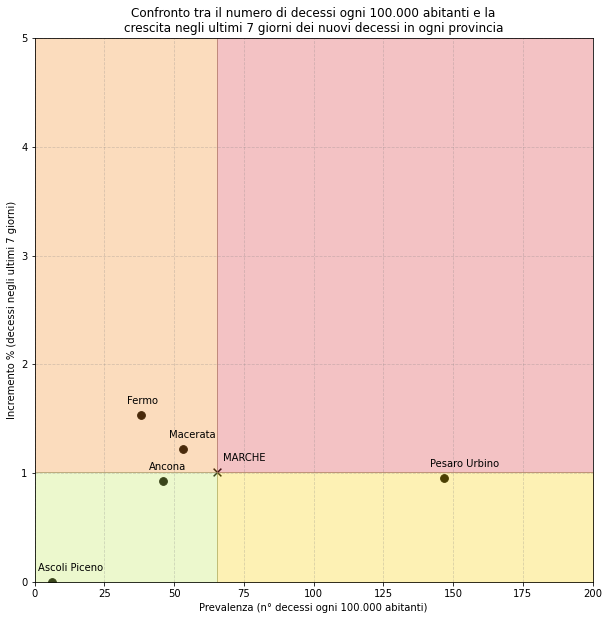 Confronto tra il numero di decessi ogni 100.000 abitanti e la
crescita negli ultimi 7 giorni dei nuovi decessi in ogni provincia
Incremento % (decessi negli ultimi 7 giorni)
5
4
3
2
1
0
Fermo
Macerata
MARCHE
Ancona
Pesaro Urbino
Ascoli Piceno
0 25 50 75 100 125 150 175 200
Prevalenza (n° decessi ogni 100.000 abitanti)